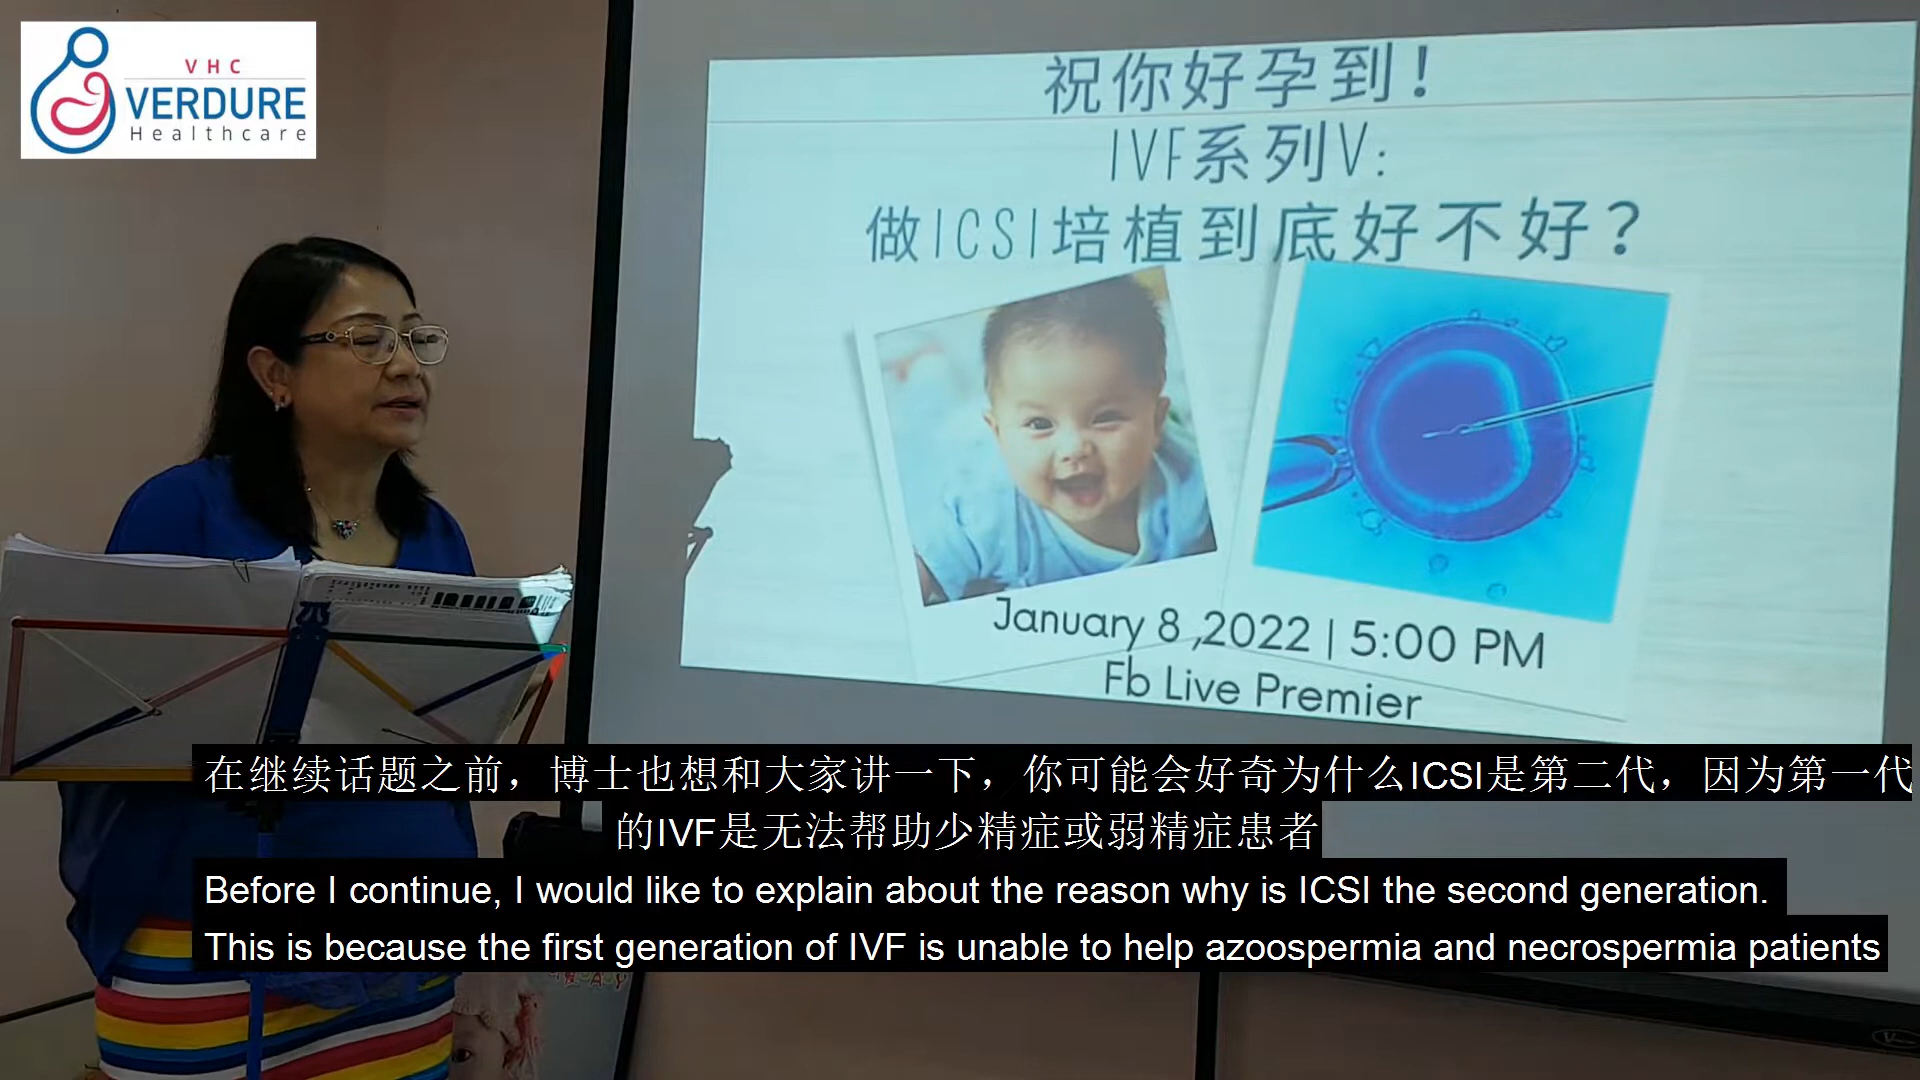 VHC
VERDURE
Healthcare
祝你好孕到！
IVF系列V:
做ICSI培植到底好不好？
January 8 ,2022 | 5:00 PM
Fb Live Premier
在继续话题之前，博士也想和大家讲一下，你可能会好奇为什么ICSI是第二代，因为第一代
的IVF是无法帮助少精症或弱精症患者
Before I continue, I would like to explain about the reason why is ICSI the second generation.
This is because the first generation of IVF is unable to help azoospermia and necrospermia patients